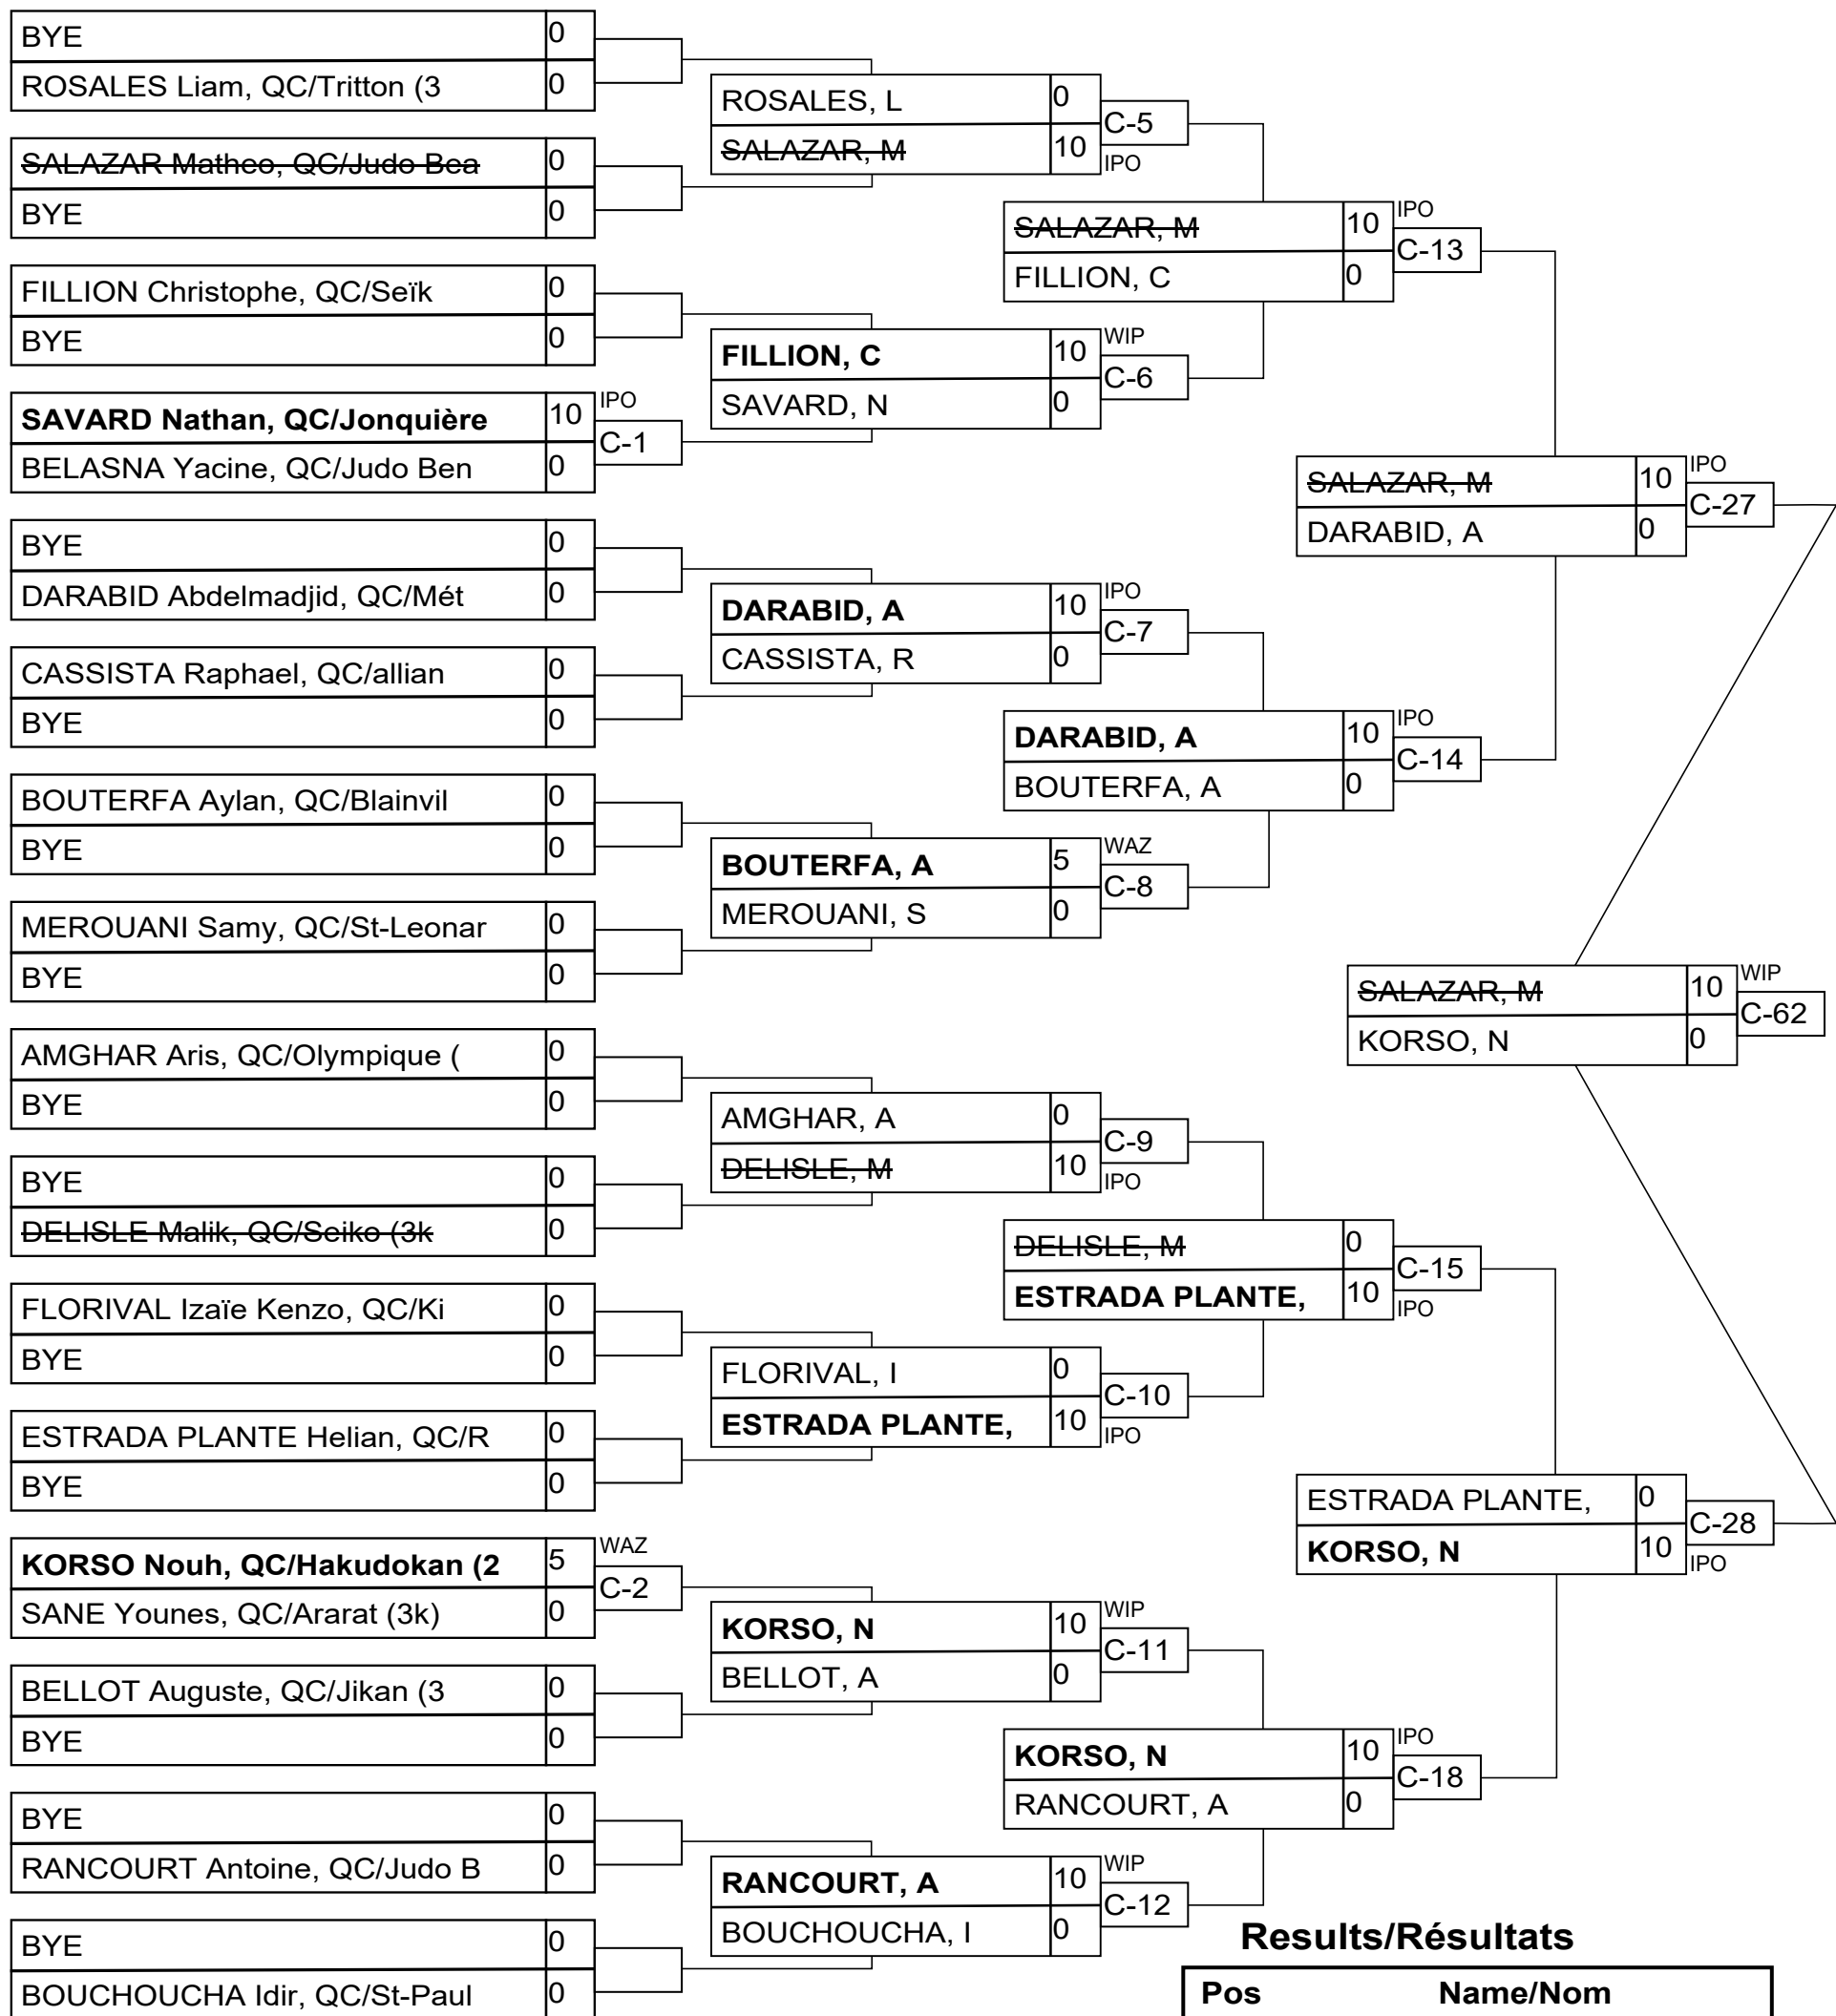 BYE 0
ROSALES Liam, QC/Tritton (3 0
SALAZAR Matheo, QC/Judo Bea 0
BYE 0
FILLION Christophe, QC/Seïk 0
BYE 0
IPO
SAVARD Nathan, QC/Jonquière 10
C-1
BELASNA Yacine, QC/Judo Ben 0
BYE 0
DARABID Abdelmadjid, QC/Mét 0
CASSISTA Raphael, QC/allian 0
BYE 0
BOUTERFA Aylan, QC/Blainvil 0
BYE 0
MEROUANI Samy, QC/St-Leonar 0
BYE 0
AMGHAR Aris, QC/Olympique ( 0
BYE 0
BYE 0
DELISLE Malik, QC/Seiko (3k 0
FLORIVAL Izaïe Kenzo, QC/Ki 0
BYE 0
ESTRADA PLANTE Helian, QC/R 0
BYE 0
WAZ
KORSO Nouh, QC/Hakudokan (2 5
C-2
SANE Younes, QC/Ararat (3k) 0
BELLOT Auguste, QC/Jikan (3 0
BYE 0
BYE 0
RANCOURT Antoine, QC/Judo B 0
BYE 0
BOUCHOUCHA Idir, QC/St-Paul 0
ROSALES, L 0
C-5
SALAZAR, M 10
IPO
WIP
FILLION, C 10
C-6
SAVARD, N 0
IPO
DARABID, A 10
C-7
CASSISTA, R 0
WAZ
BOUTERFA, A 5
C-8
MEROUANI, S 0
AMGHAR, A 0
C-9
DELISLE, M 10
IPO
FLORIVAL, I 0
C-10
ESTRADA PLANTE, 10
IPO
WIP
KORSO, N 10
C-11
BELLOT, A 0
WIP
RANCOURT, A 10
C-12
BOUCHOUCHA, I 0
IPO
SALAZAR, M 10
C-13
FILLION, C 0
IPO
DARABID, A 10
C-14
BOUTERFA, A 0
DELISLE, M 0
C-15
ESTRADA PLANTE, 10
IPO
IPO
KORSO, N 10
C-18
RANCOURT, A 0
IPO
SALAZAR, M 10
C-27
DARABID, A 0
ESTRADA PLANTE, 0
C-28
KORSO, N 10
IPO
WIP
SALAZAR, M 10
C-62
KORSO, N 0
Results/Résultats
Pos Name/Nom